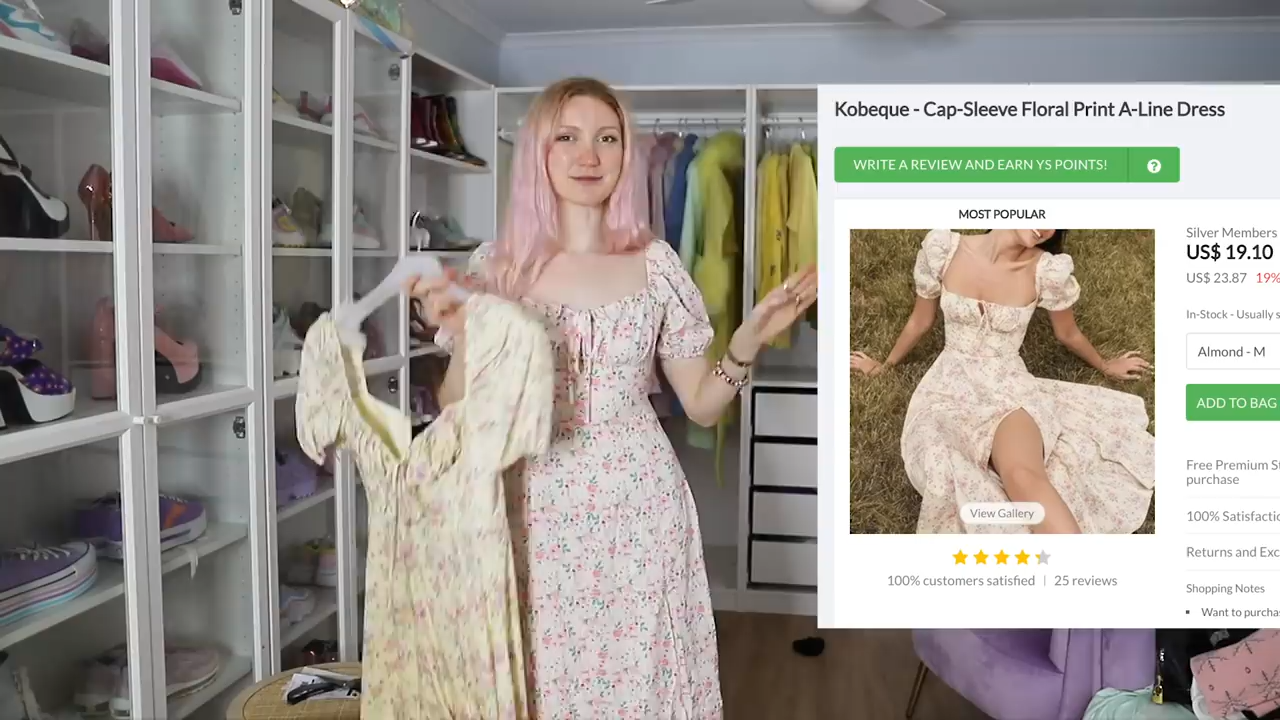 Kobeque - Cap-Sleeve Floral Print A-Line Dress
WRITE A REVIEW AND EARN YS POINTS! ?
MOST POPULAR
Silver Members
US$ 19.10
US$ 23.87 19%
In-Stock - Usually s
Almond - M
ADD TO BAG
Free Premium St
purchase
100% Satisfactio
Returns and Exc
Shopping Notes
Want to purcha
View Gallery
100% customers satisfied | 25 reviews